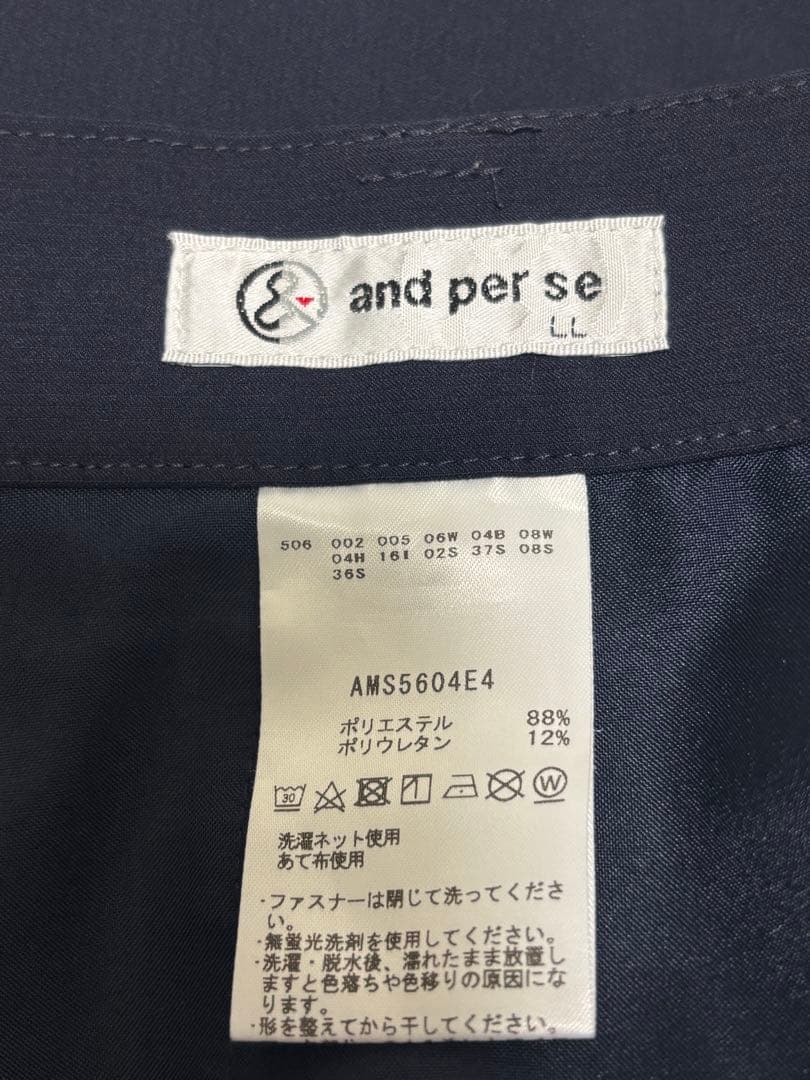 and per se
LL
506 002 005 06W 04B 08W
04H 16I 02S 37S 08S
36S
AMS5604E4
ポリエステル 88%
ポリウレタン 12%
30
W
洗濯ネット使用
あて布使用
・ファスナーは閉じて洗ってくださ
い。
・無蛍光洗剤を使用してください。
・洗濯・脱水後、濡れたまま放置し
ますと色落ちや色移りの原因にな
ります。
・形を整えてから干してください。